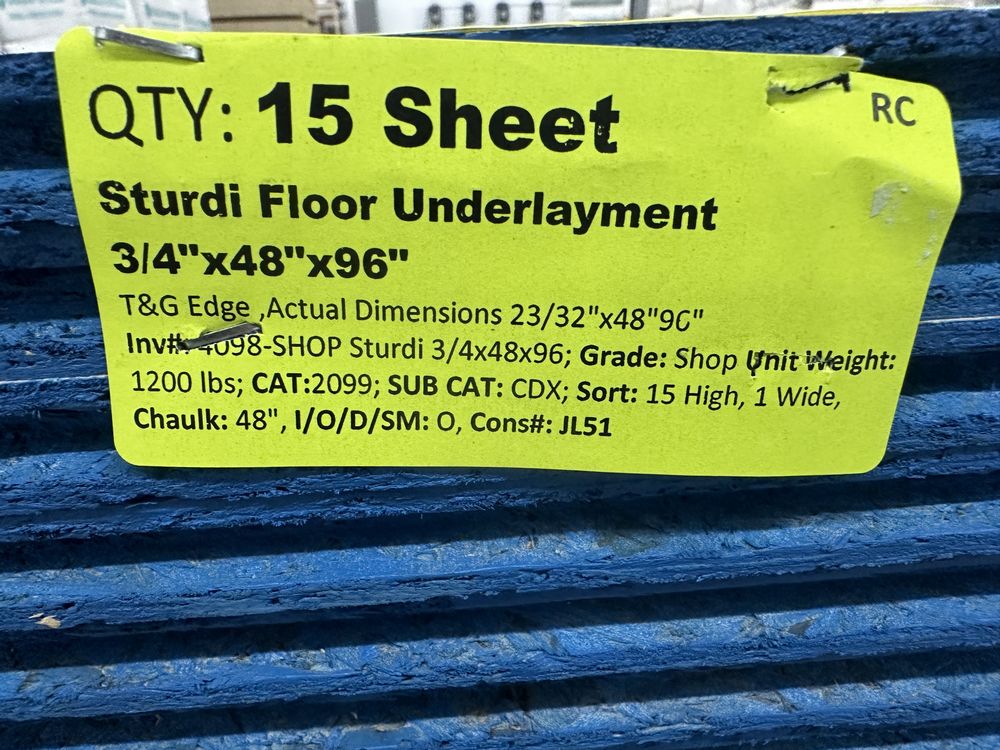 QTY: 15 Sheet
RC
Sturdi Floor Underlayment
3/4"x48"x96"
T&G Edge ,Actual Dimensions 23/32"x48"96"
Inv#: 4098-SHOP Sturdi 3/4x48x96; Grade: Shop Unit Weight:
1200 lbs; CAT:2099; SUB CAT: CDX; Sort: 15 High, 1 Wide,
Chaulk: 48", I/O/D/SM: O, Cons#: JL51